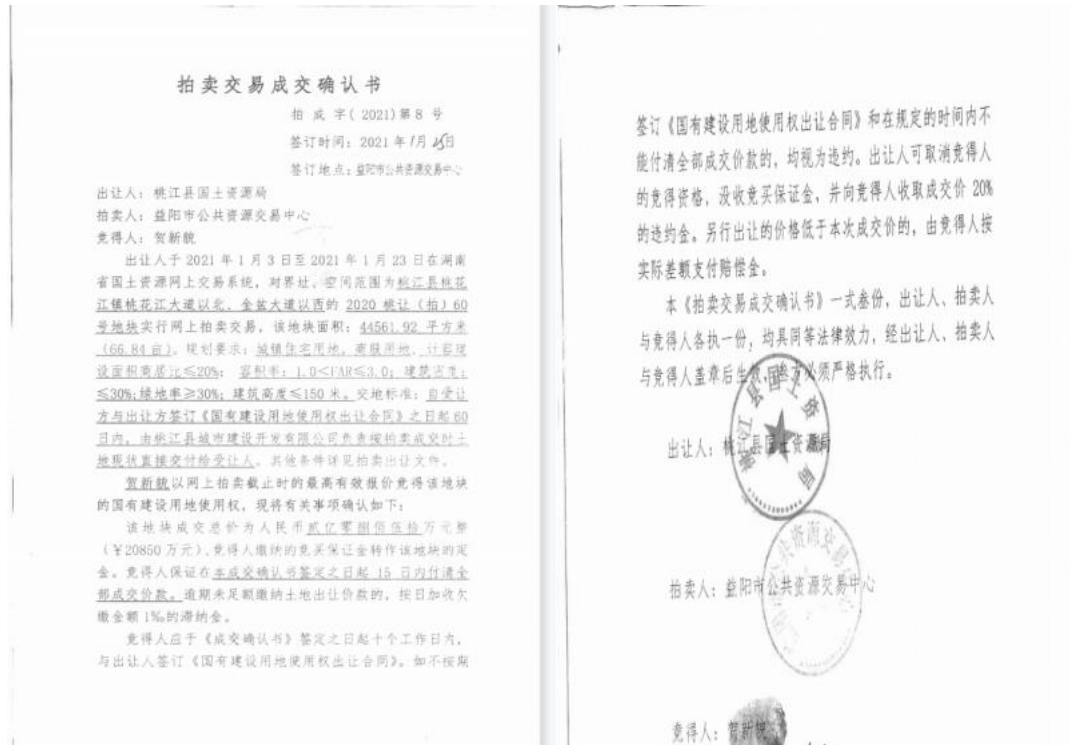 拍卖交易成交确认书
拍 成 字( 2021)第 8 号
签订时间：2021 年 1月 25日
签订地点：益阳市公共资源交易中心
出让人：桃江县国土资源局
拍卖人：益阳市公共资源交易中心
竞得人：贺新貌
出让人于 2021 年 1 月 3 日至 2021 年 1 月 23 日在湖南
省国土资源网上交易系统，对界址、空间范围为桃江县桃花
江镇桃花江大道以北、金盆大道以西的 2020 桃让（拍）60
号地块实行网上拍卖交易，该地块面积：44561.92 平方米
（66.84 亩）。规划要求：城镇住宅用地，商服用地，计容建
设面积商居比≤20%；容积率：1.0＜FAR≤3.0；建筑密度：
≤30%；绿地率≥30%；建筑高度≤150 米。交地标准：自受让
方与出让方签订《国有建设用地使用权出让合同》之日起 60
日内，由桃江县城市建设开发有限公司负责按拍卖成交时土
地现状直接交付给受让人。其他条件详见拍卖出让文件。
贺新貌以网上拍卖截止时的最高有效报价竞得该地块
的国有建设用地使用权，现将有关事项确认如下：
该地块成交总价为人民币贰亿零捌佰伍拾万元整
（￥20850 万元）、竞得人缴纳的竞买保证金转作该地块的定
金。竞得人保证在本成交确认书签定之日起 15 日内付清全
部成交价款。逾期未足额缴纳土地出让价款的，按日加收欠
缴金额 1‰的滞纳金。
竞得人应于《成交确认书》签定之日起十个工作日内，
与出让人签订《国有建设用地使用权出让合同》。如不按期
签订《国有建设用地使用权出让合同》和在规定的时间内不
能付清全部成交价款的，均视为违约。出让人可取消竞得人
的竞得资格，没收竞买保证金、并向竞得人收取成交价 20%
的违约金。另行出让的价格低于本次成交价的，由竞得人按
实际差额支付赔偿金。
本《拍卖交易成交确认书》一式叁份，出让人、拍卖人
与竞得人各执一份，均具同等法律效力，经出让人、拍卖人
与竞得人盖章后生效，叁方必须严格执行。
出让人：桃江县国土资源局
拍卖人：益阳市公共资源交易中心
竞得人：贺新貌